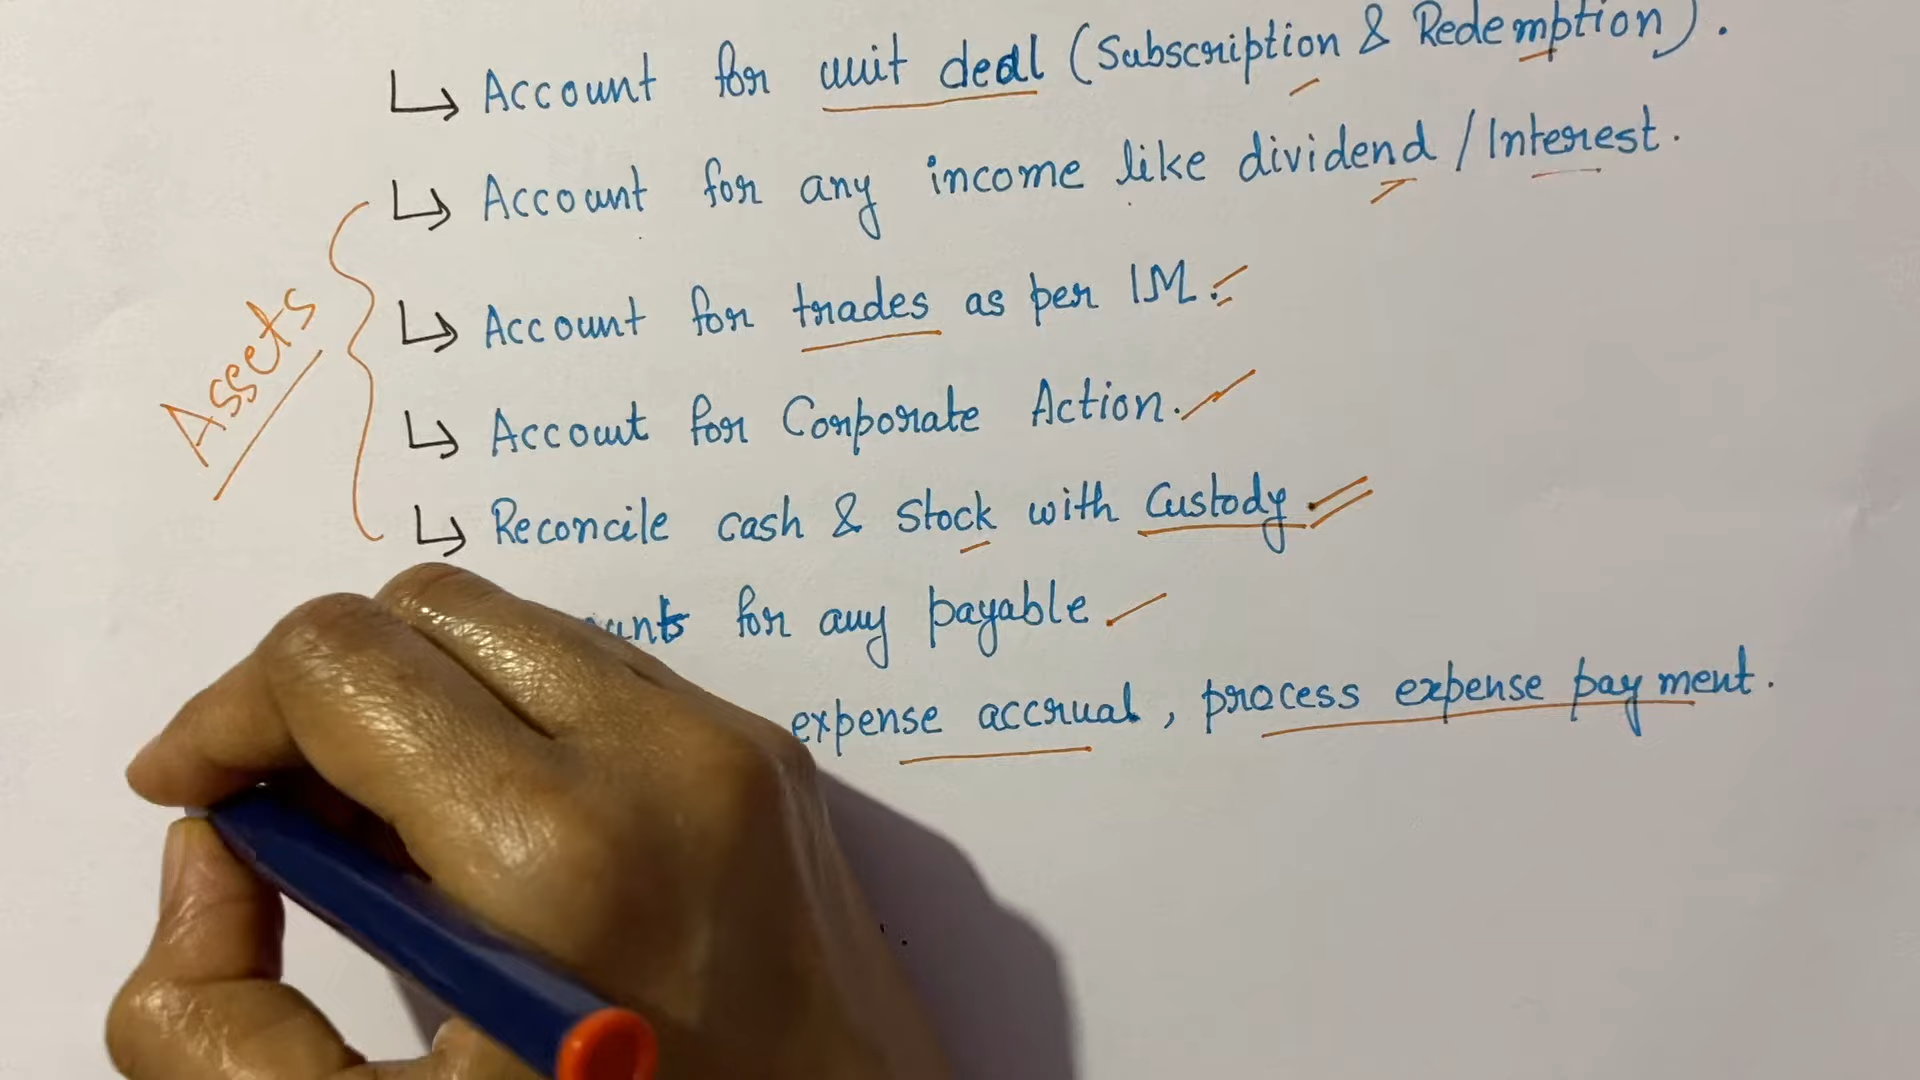 ↳ Account for unit deal (Subscription & Redemption).
↳ Account for any income like dividend / Interest.
Assets
↳ Account for trades as per IM.
↳ Account for Corporate Action.
↳ Reconcile cash & Stock with Custody.
for any payable
expense accrual, process expense payment.